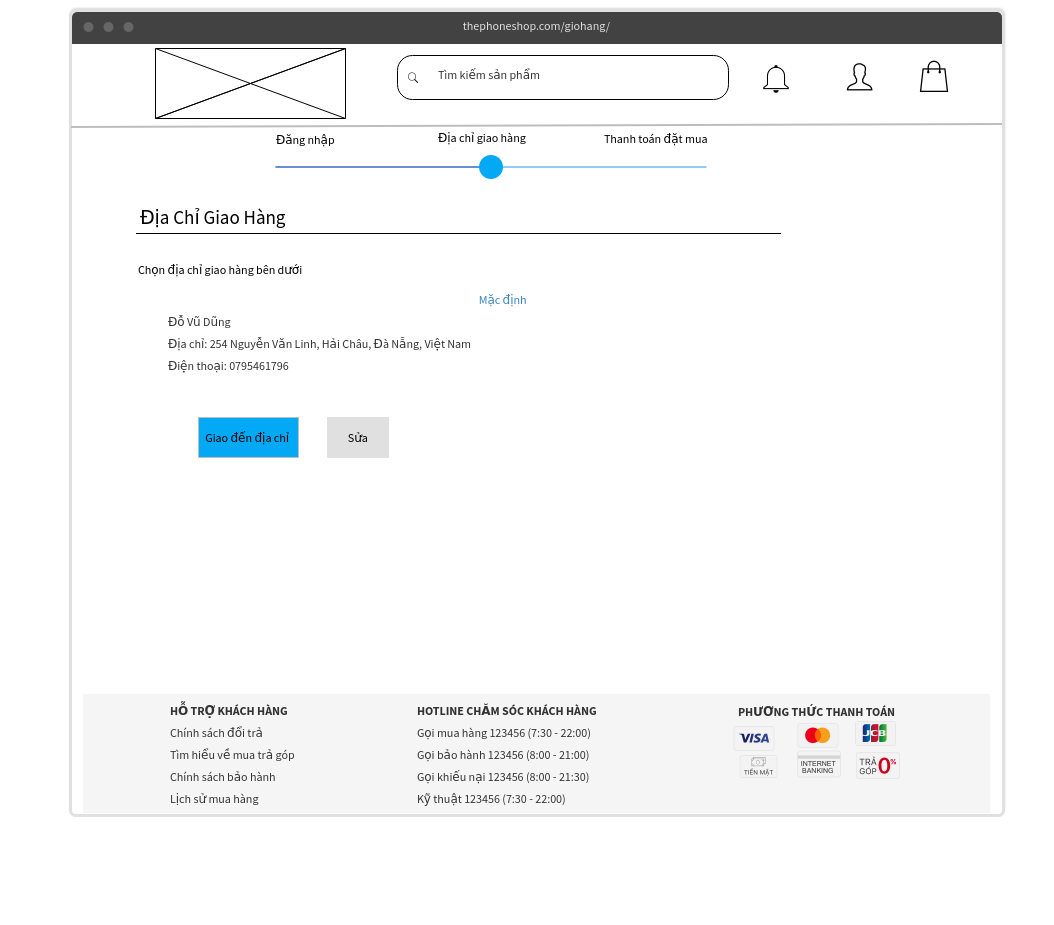 thephoneshop.com/giohang/
Tìm kiếm sản phẩm
Đăng nhập
Địa chỉ giao hàng
Thanh toán đặt mua
Địa Chỉ Giao Hàng
Chọn địa chỉ giao hàng bên dưới
Mặc định
Đỗ Vũ Dũng
Địa chỉ: 254 Nguyễn Văn Linh, Hải Châu, Đà Nẵng, Việt Nam
Điện thoại: 0795461796
Giao đến địa chỉ
Sửa
HỖ TRỢ KHÁCH HÀNG
Chính sách đổi trả
Tìm hiểu về mua trả góp
Chính sách bảo hành
Lịch sử mua hàng
HOTLINE CHĂM SÓC KHÁCH HÀNG
Gọi mua hàng 123456 (7:30 - 22:00)
Gọi bảo hành 123456 (8:00 - 21:00)
Gọi khiếu nại 123456 (8:00 - 21:30)
Kỹ thuật 123456 (7:30 - 22:00)
PHƯƠNG THỨC THANH TOÁN
VISA
JCB
TIỀN MẶT
INTERNET
BANKING
TRẢ
GÓP 0%